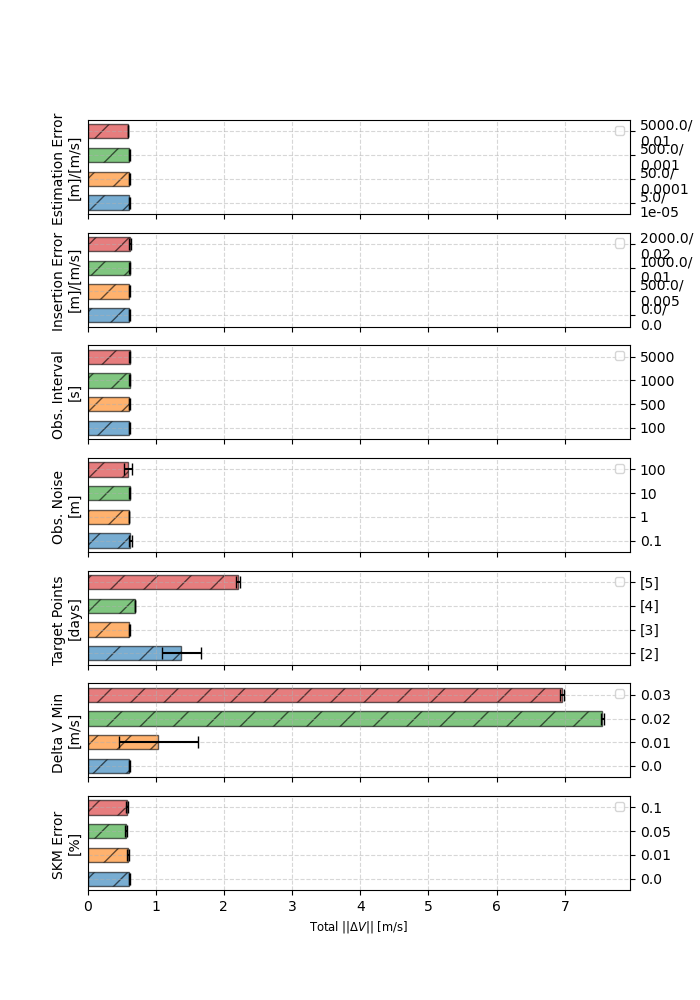 Estimation Error
[m]/[m/s]
5000.0/
0.01
500.0/
0.001
50.0/
0.0001
5.0/
1e-05
Insertion Error
[m]/[m/s]
2000.0/
0.02
1000.0/
0.01
500.0/
0.005
0.0/
0.0
Obs. Interval
[s]
5000
1000
500
100
Obs. Noise
[m]
100
10
1
0.1
Target Points
[days]
[5]
[4]
[3]
[2]
Delta V Min
[m/s]
0.03
0.02
0.01
0.0
SKM Error
[%]
0.1
0.05
0.01
0.0
0 1 2 3 4 5 6 7
Total ||ΔV|| [m/s]